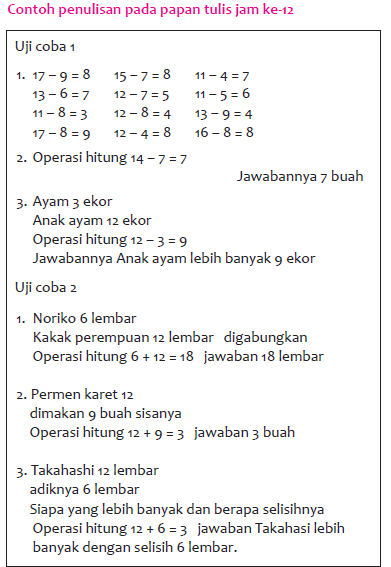 Contoh penulisan pada papan tulis jam ke-12
Uji coba 1
1. 17 – 9 = 8 15 – 7 = 8 11 – 4 = 7
13 – 6 = 7 12 – 7 = 5 11 – 5 = 6
11 – 8 = 3 12 – 8 = 4 13 – 9 = 4
17 – 8 = 9 12 – 4 = 8 16 – 8 = 8
2. Operasi hitung 14 – 7 = 7
Jawabannya 7 buah
3. Ayam 3 ekor
Anak ayam 12 ekor
Operasi hitung 12 – 3 = 9
Jawabannya Anak ayam lebih banyak 9 ekor
Uji coba 2
1. Noriko 6 lembar
Kakak perempuan 12 lembar digabungkan
Operasi hitung 6 + 12 = 18 jawaban 18 lembar
2. Permen karet 12
dimakan 9 buah sisanya
Operasi hitung 12 + 9 = 3 jawaban 3 buah
3. Takahashi 12 lembar
adiknya 6 lembar
Siapa yang lebih banyak dan berapa selisihnya
Operasi hitung 12 + 6 = 3 jawaban Takahasi lebih
banyak dengan selisih 6 lembar.